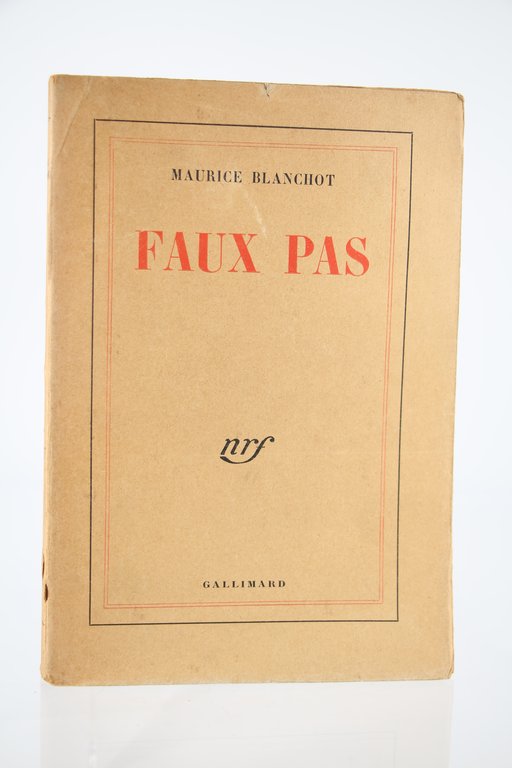 MAURICE BLANCHOT
FAUX PAS
nrf
GALLIMARD